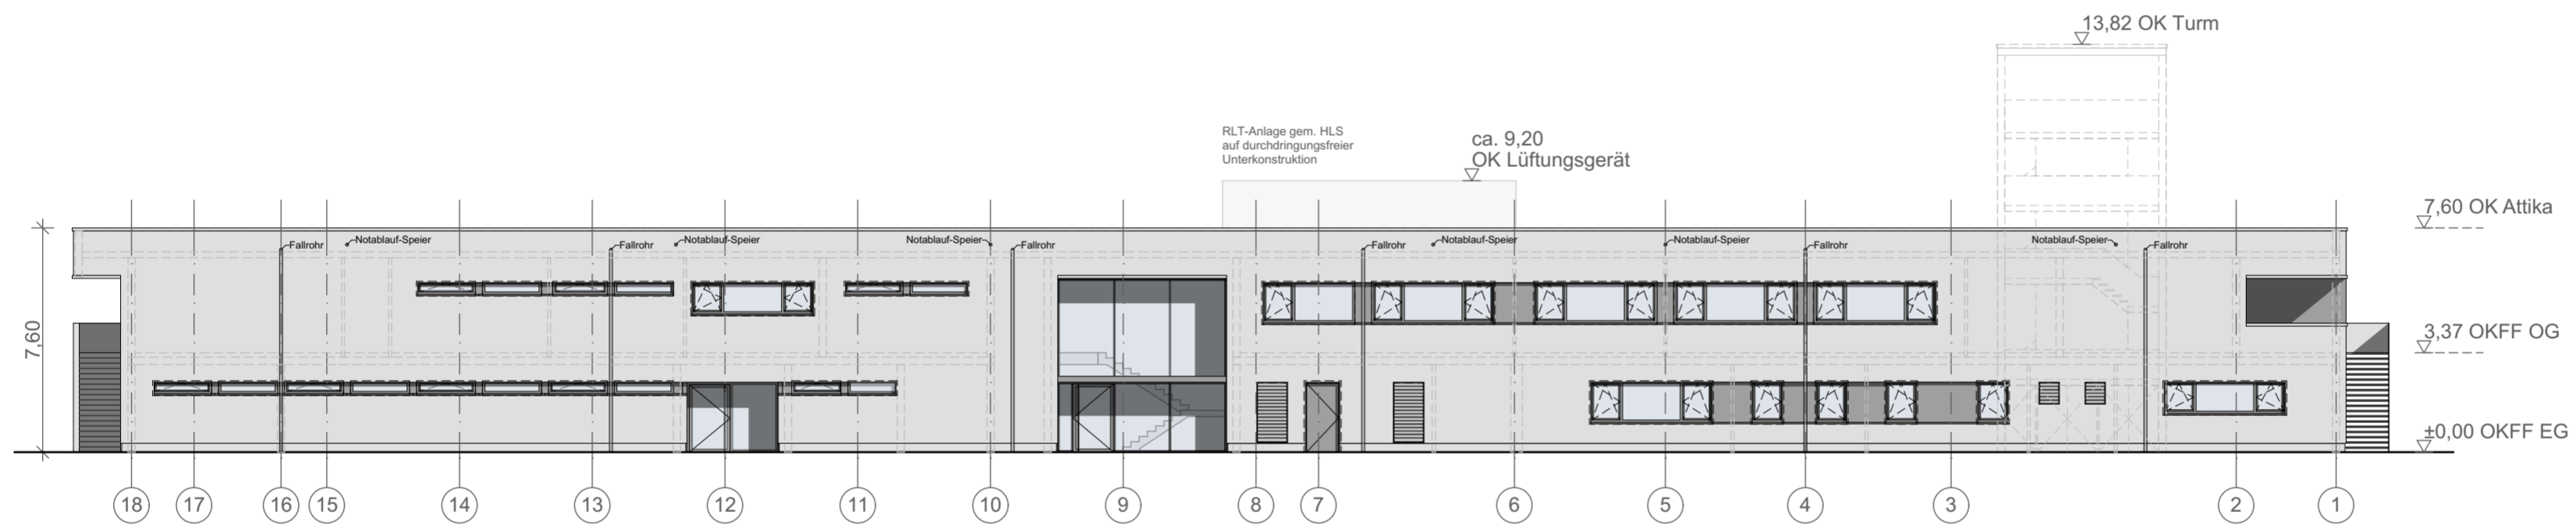 13,82 OK Turm
RLT-Anlage gem. HLS
auf durchdringungsfreier
Unterkonstruktion
ca. 9,20
OK Lüftungsgerät
7,60 OK Attika
Fallrohr
Notablauf-Speier
Fallrohr
Notablauf-Speier
Notablauf-Speier
Fallrohr
Fallrohr
Notablauf-Speier
Notablauf-Speier
Fallrohr
Notablauf-Speier
Fallrohr
7,60
3,37 OKFF OG
±0,00 OKFF EG
18
17
16
15
14
13
12
11
10
9
8
7
6
5
4
3
2
1